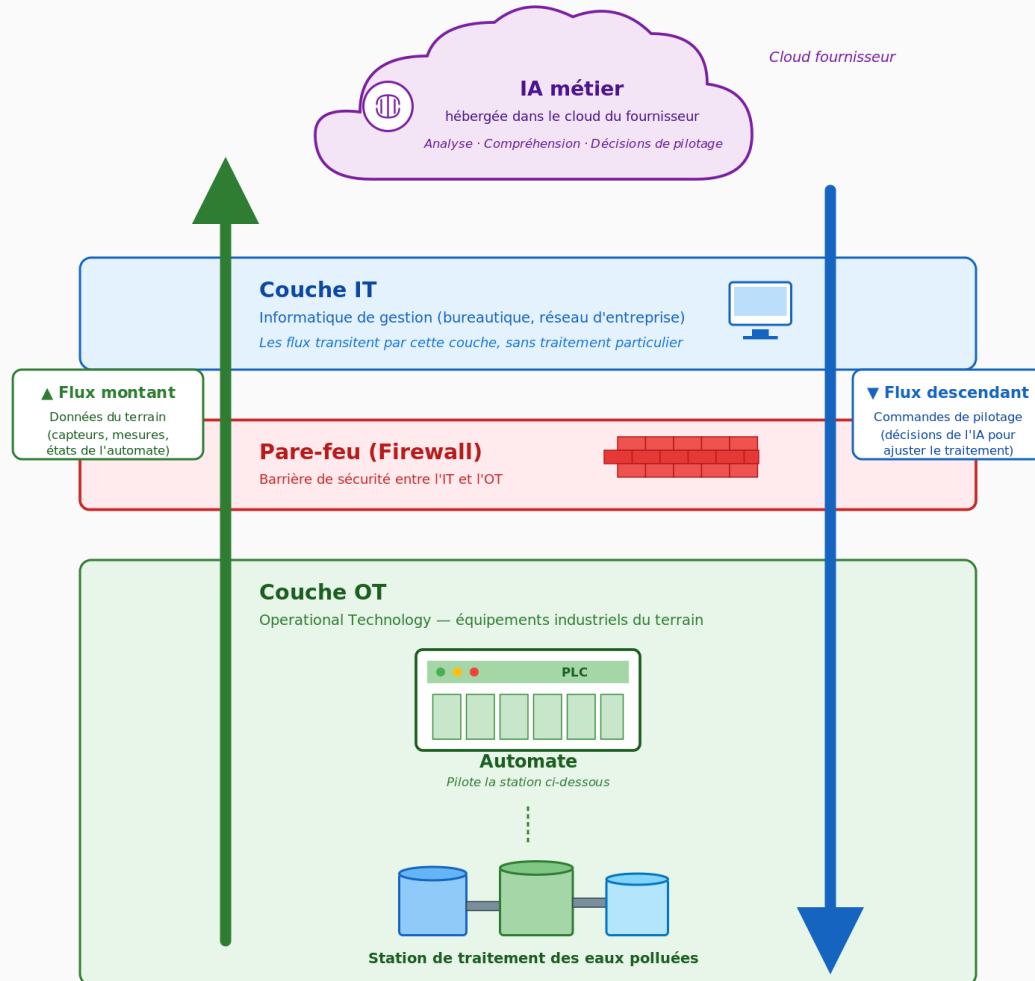 Cloud fournisseur
IA métier
hébergée dans le cloud du fournisseur
Analyse · Compréhension · Décisions de pilotage
Couche IT
Informatique de gestion (bureautique, réseau d'entreprise)
Les flux transitent par cette couche, sans traitement particulier
▲ Flux montant
Données du terrain
(capteurs, mesures,
états de l'automate)
▼ Flux descendant
Commandes de pilotage
(décisions de l'IA pour
ajuster le traitement)
Pare-feu (Firewall)
Barrière de sécurité entre l'IT et l'OT
Couche OT
Operational Technology — équipements industriels du terrain
PLC
Automate
Pilote la station ci-dessous
Station de traitement des eaux polluées